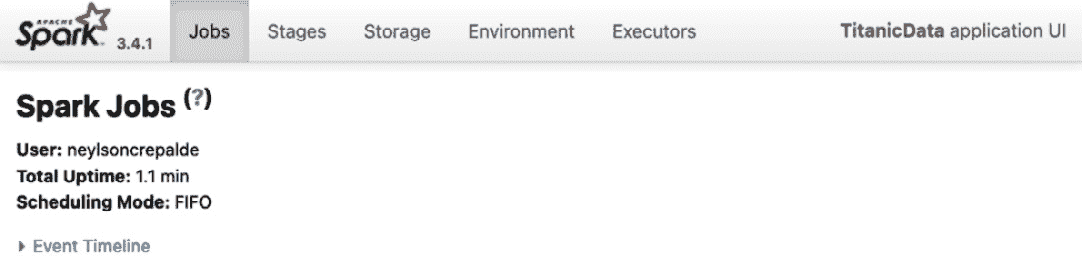 APACHE Spark 3.4.1 Jobs Stages Storage Environment Executors TitanicData application UI
Spark Jobs (?)
User: neylsoncrepalde
Total Uptime: 1.1 min
Scheduling Mode: FIFO
Event Timeline